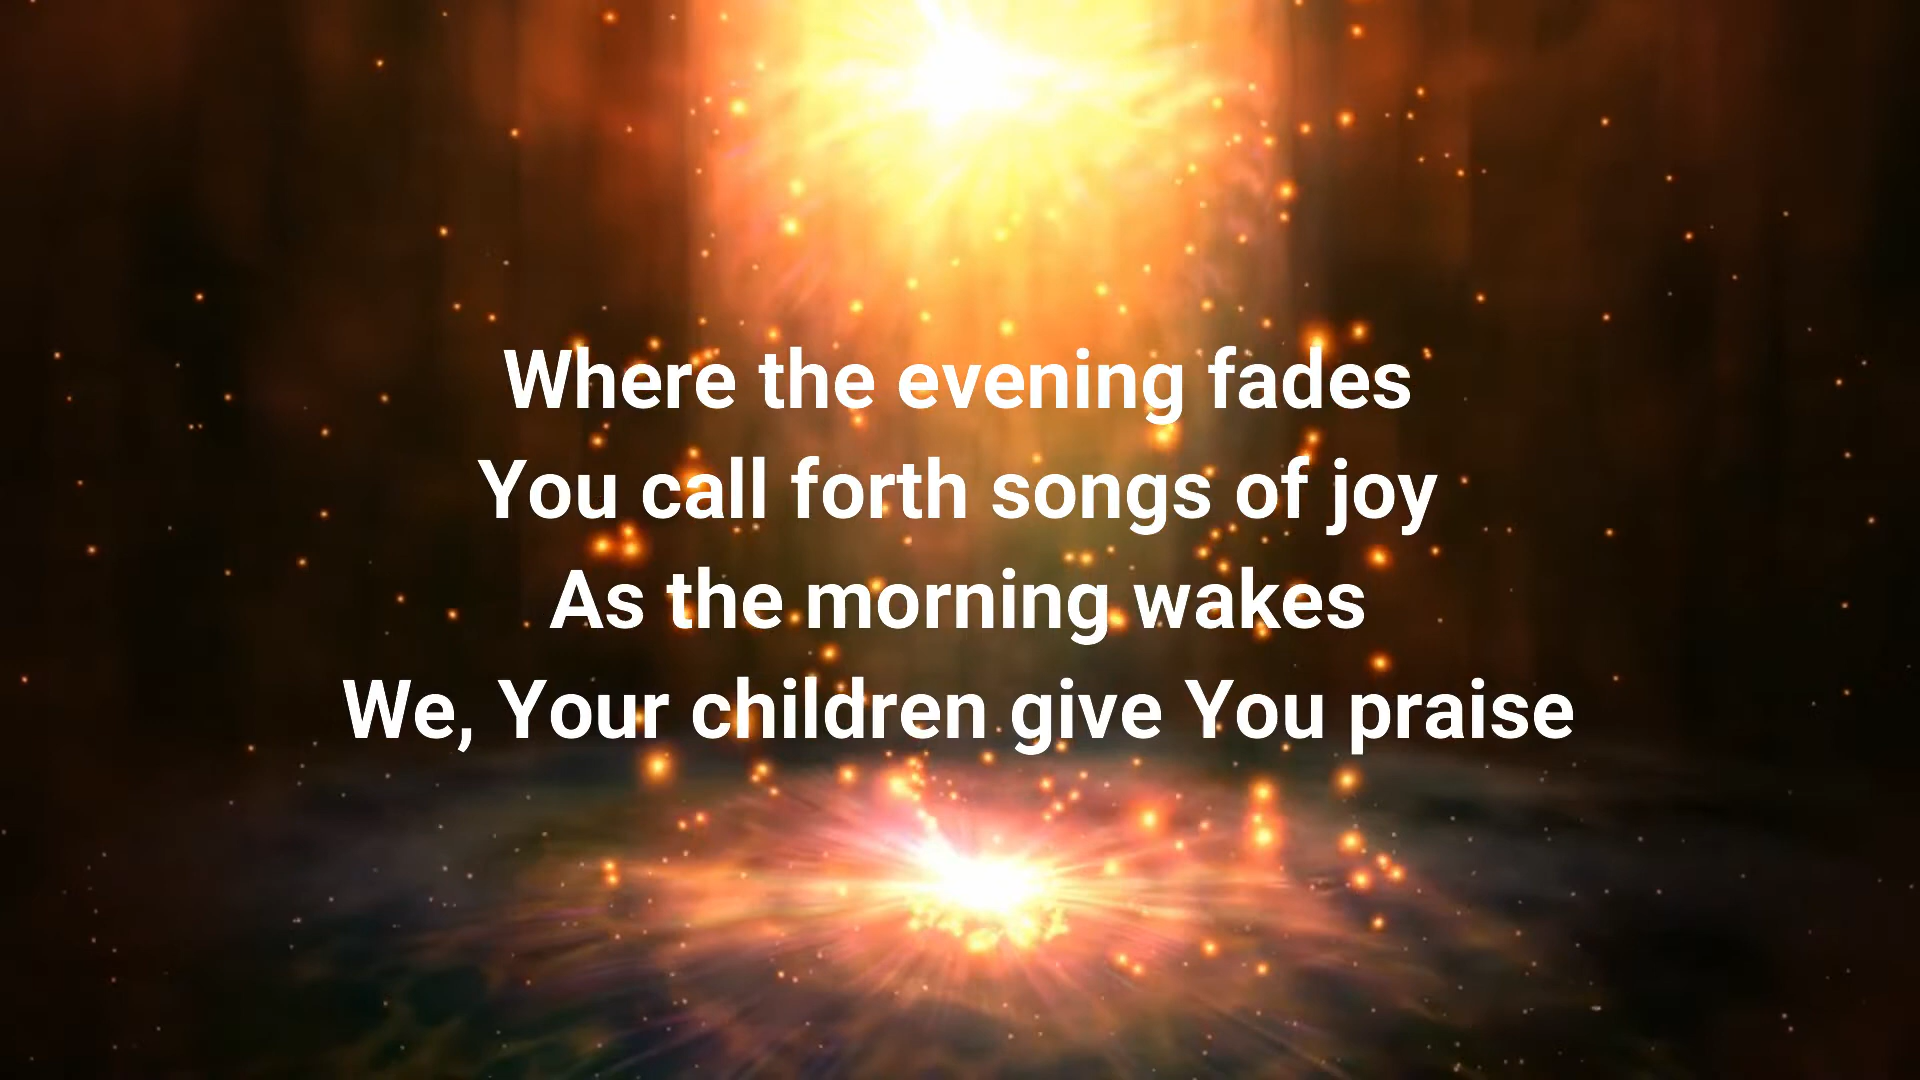 Where the evening fades
You call forth songs of joy
As the morning wakes
We, Your children give You praise